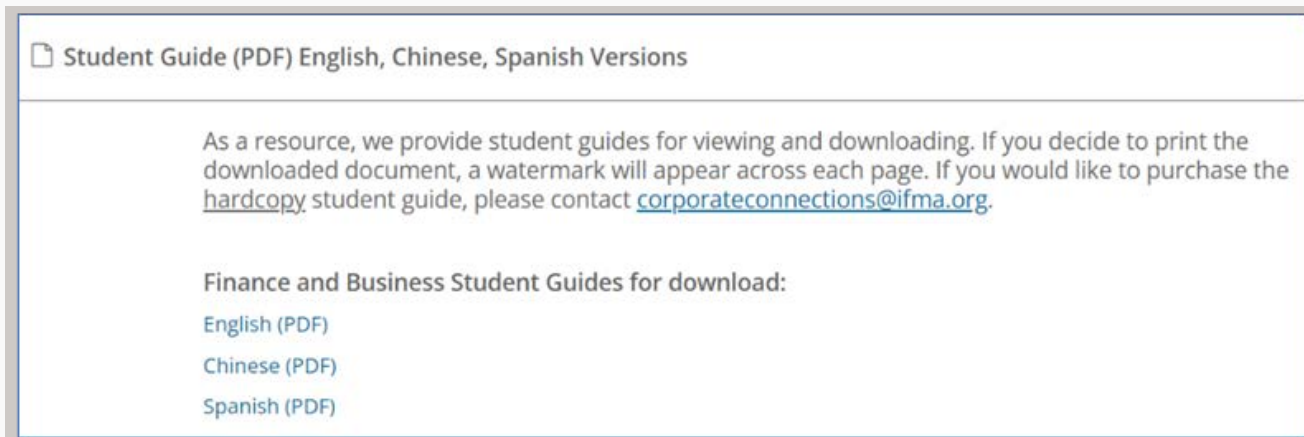 Student Guide (PDF) English, Chinese, Spanish Versions
As a resource, we provide student guides for viewing and downloading. If you decide to print the
downloaded document, a watermark will appear across each page. If you would like to purchase the
hardcopy student guide, please contact corporateconnections@ifma.org.
Finance and Business Student Guides for download:
English (PDF)
Chinese (PDF)
Spanish (PDF)